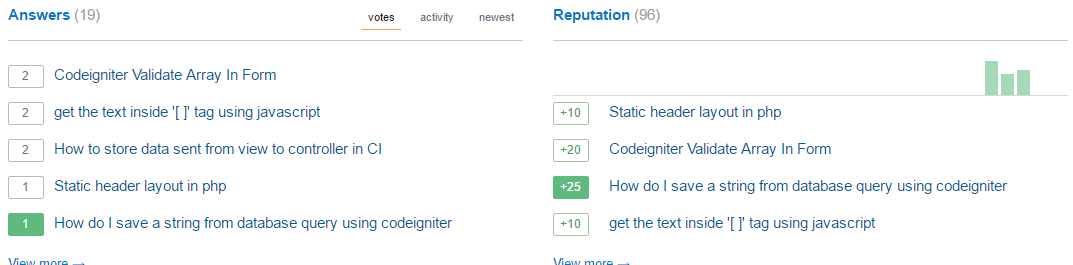 Answers (19) votes activity newest
2 Codeigniter Validate Array In Form
2 get the text inside '[ ]' tag using javascript
2 How to store data sent from view to controller in CI
1 Static header layout in php
1 How do I save a string from database query using codeigniter
View more →
Reputation (96)
+10 Static header layout in php
+20 Codeigniter Validate Array In Form
+25 How do I save a string from database query using codeigniter
+10 get the text inside '[ ]' tag using javascript
View more →